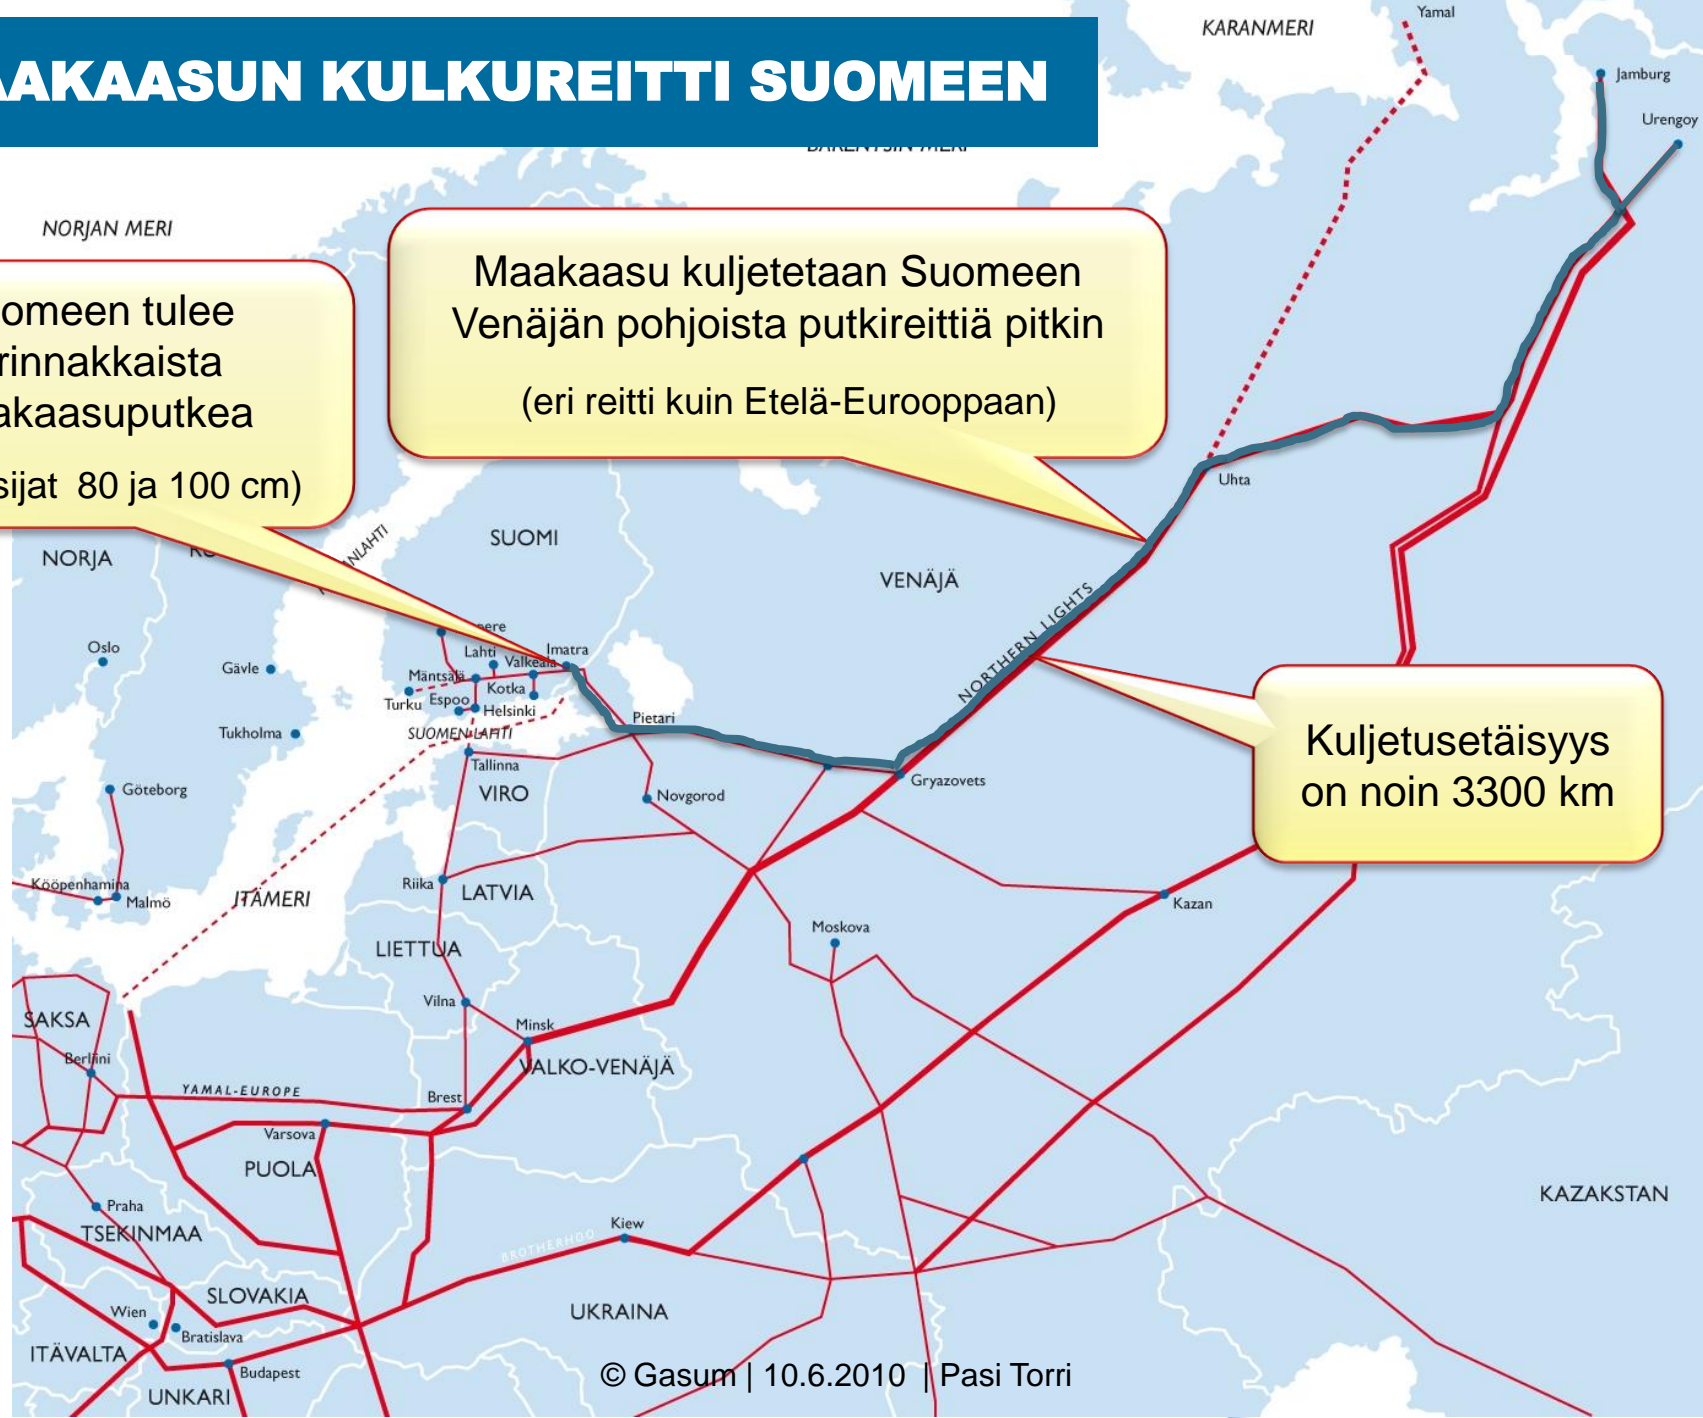 AAKAASUN KULKUREITTI SUOMEEN
KARANMERI
Yamal
Jamburg
Urengoy
NORJAN MERI
Maakaasu kuljetetaan Suomeen
Venäjän pohjoista putkireittiä pitkin
(eri reitti kuin Etelä-Eurooppaan)
omeen tulee
rinnakkaista
akaasuputkea
sijat 80 ja 100 cm)
Uhta
NORJA
SUOMI
VENÄJÄ
NORTHERN LIGHTS
Oslo
Gävle
Tukholma
Göteborg
Lahti
Imatra
Valkeala
Mäntsälä
Kotka
Turku
Espoo
Helsinki
SUOMENLAHTI
Pietari
Tallinna
VIRO
Novgorod
Gryazovets
Kuljetusetäisyys
on noin 3300 km
Kööpenhamina
Malmö
ITÄMERI
Riika
LATVIA
Kazan
Moskova
LIETTUA
Vilna
SAKSA
Berliini
Minsk
VALKO-VENÄJÄ
YAMAL-EUROPE
Brest
Varsova
PUOLA
KAZAKSTAN
Praha
TSEKINMAA
Kiew
BROTHERHOO
SLOVAKIA
UKRAINA
Wien
Bratislava
ITÄVALTA
Budapest
UNKARI
© Gasum | 10.6.2010 | Pasi Torri